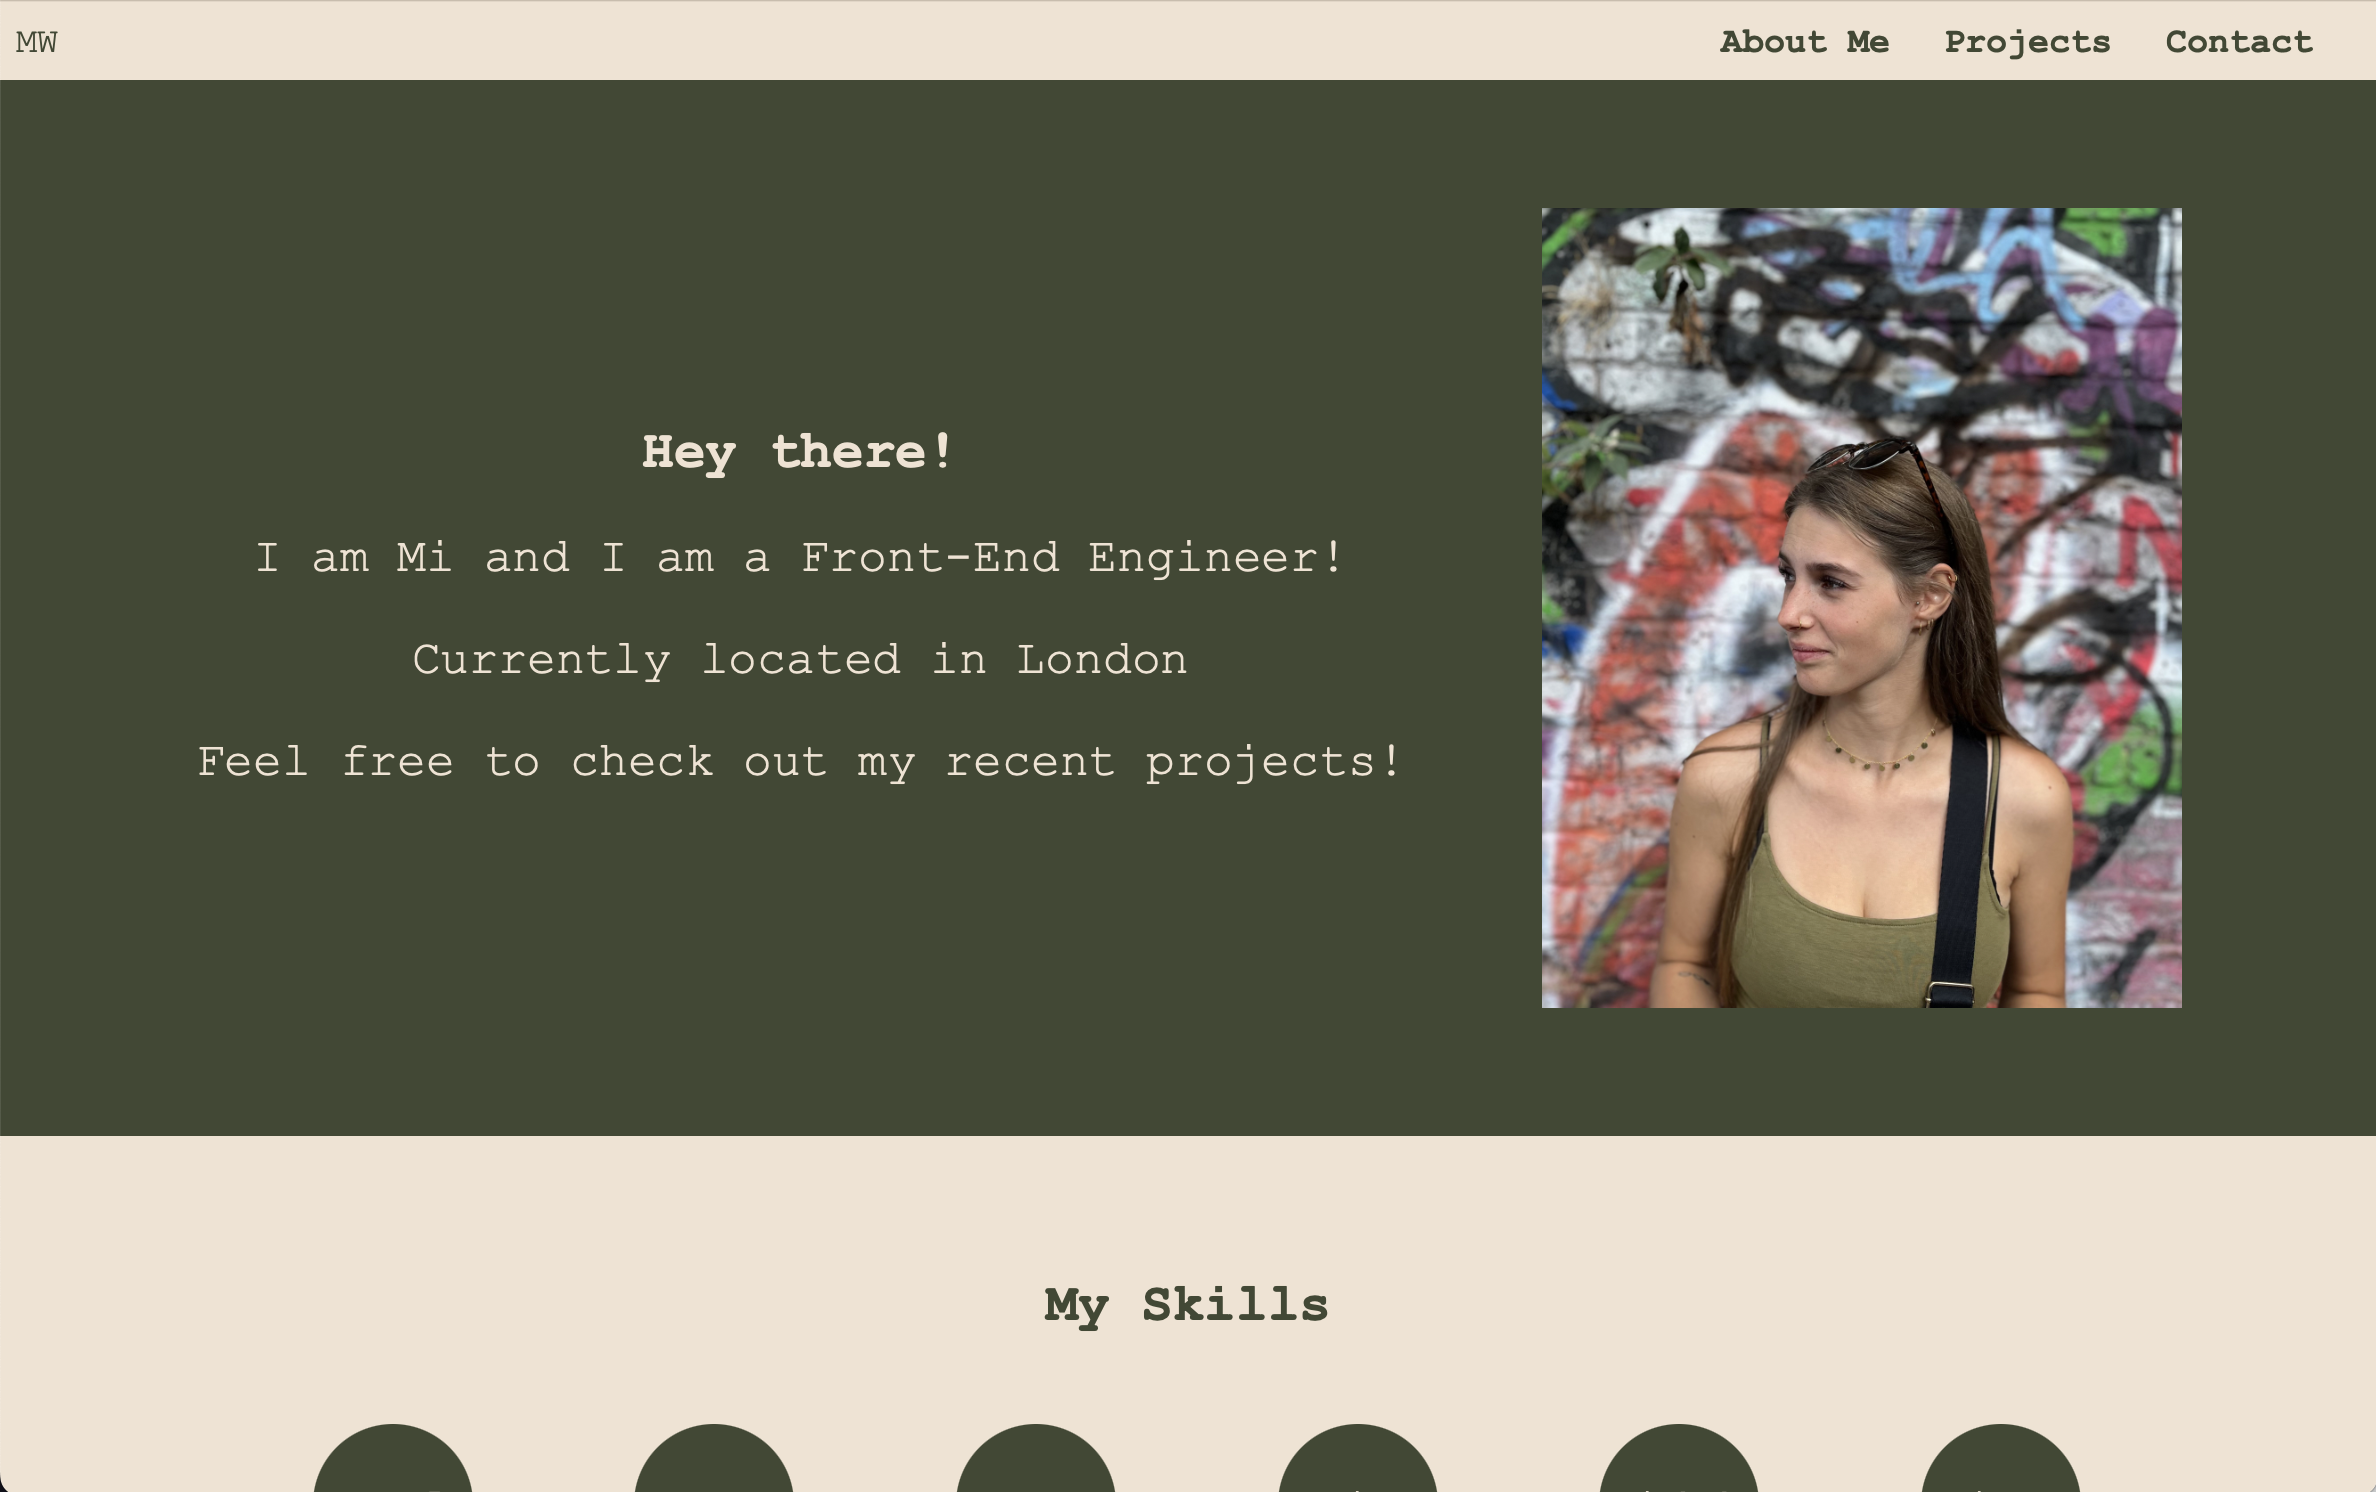 MW
About Me Projects Contact
Hey there!
I am Mi and I am a Front-End Engineer!
Currently located in London
Feel free to check out my recent projects!
My Skills